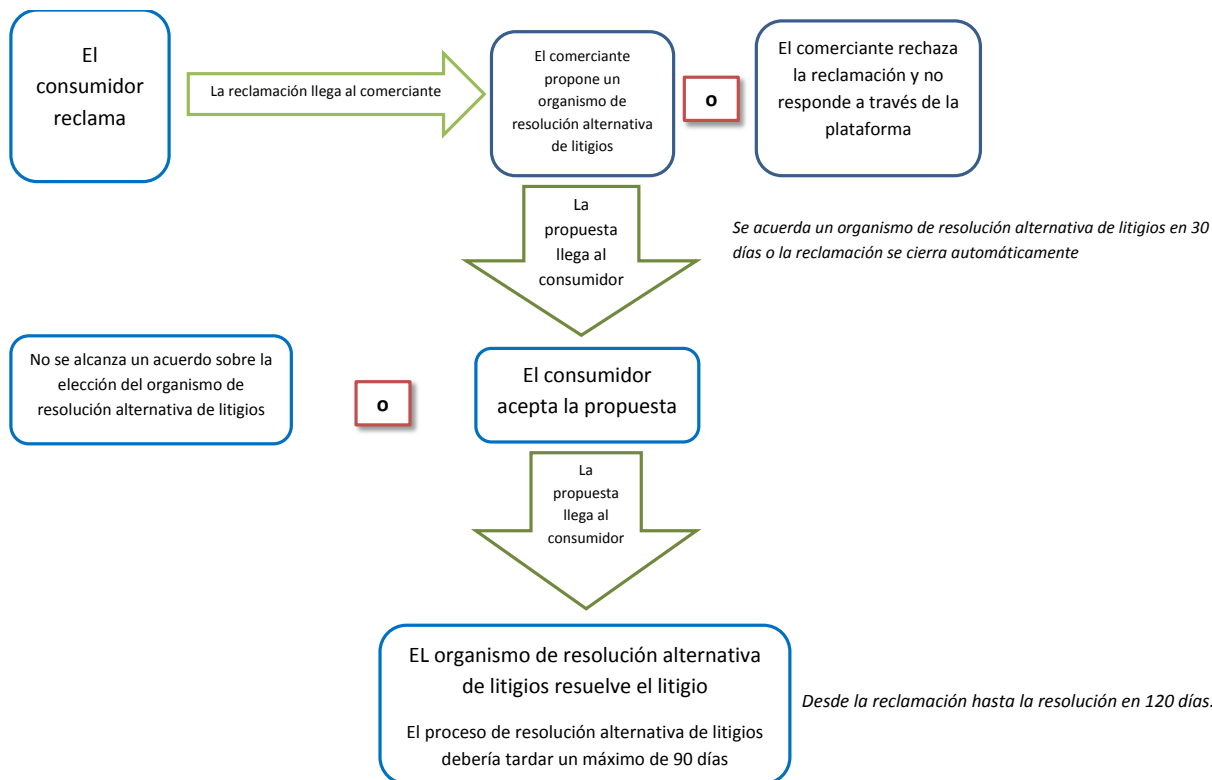 El
consumidor
reclama
La reclamación llega al comerciante
El comerciante
propone un
organismo de
resolución alternativa
de litigios
o
El comerciante rechaza
la reclamación y no
responde a través de la
plataforma
La
propuesta
llega al
consumidor
Se acuerda un organismo de resolución alternativa de litigios en 30
días o la reclamación se cierra automáticamente
No se alcanza un acuerdo sobre la
elección del organismo de
resolución alternativa de litigios
o
El consumidor
acepta la propuesta
La
propuesta
llega al
consumidor
EL organismo de resolución alternativa
de litigios resuelve el litigio
El proceso de resolución alternativa de litigios
debería tardar un máximo de 90 días
Desde la reclamación hasta la resolución en 120 días.